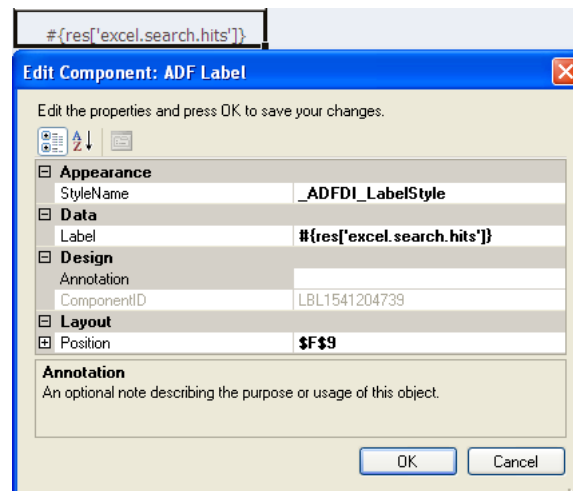 #{res['excel.search.hits']}
Edit Component: ADF Label
Edit the properties and press OK to save your changes.
Appearance
StyleName _ADFDI_LabelStyle
Data
Label #{res['excel.search.hits']}
Design
Annotation
ComponentID LBL1541204739
Layout
Position $F$9
Annotation
An optional note describing the purpose or usage of this object.
OK Cancel